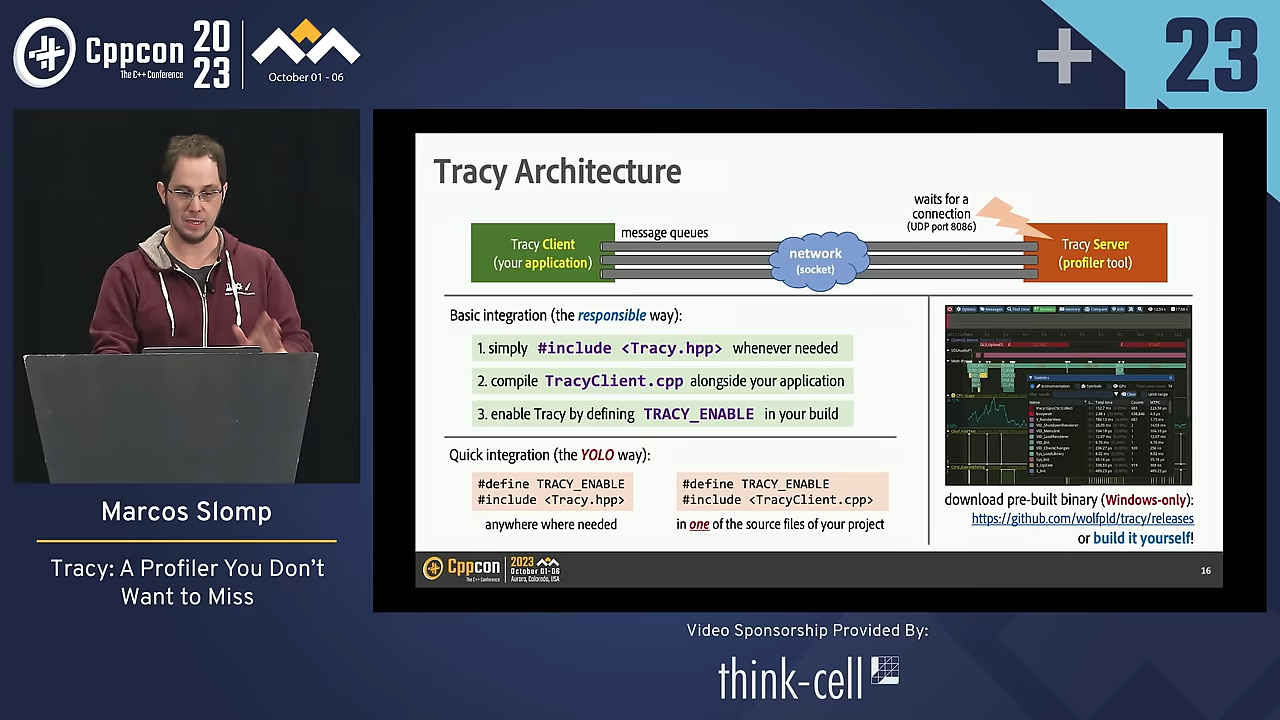 Cppcon
The C++ Conference
20
23
October 01 - 06
23
Tracy Architecture
waits for a
connection
(UDP port 8086)
Tracy Client
(your application)
message queues
network
(socket)
Tracy Server
(profiler tool)
Basic integration (the responsible way):
1. simply #include <Tracy.hpp> whenever needed
2. compile TracyClient.cpp alongside your application
3. enable Tracy by defining TRACY_ENABLE in your build
Quick integration (the YOLO way):
#define TRACY_ENABLE
#include <Tracy.hpp>
anywhere where needed
#define TRACY_ENABLE
#include <TracyClient.cpp>
in one of the source files of your project
download pre-built binary (Windows-only):
https://github.com/wolfpld/tracy/releases
or build it yourself!
Cppcon
The C++ Conference
2023
October 01-06
Aurora, Colorado, USA
16
Marcos Slomp
Tracy: A Profiler You Don't
Want to Miss
Video Sponsorship Provided By:
think-cell